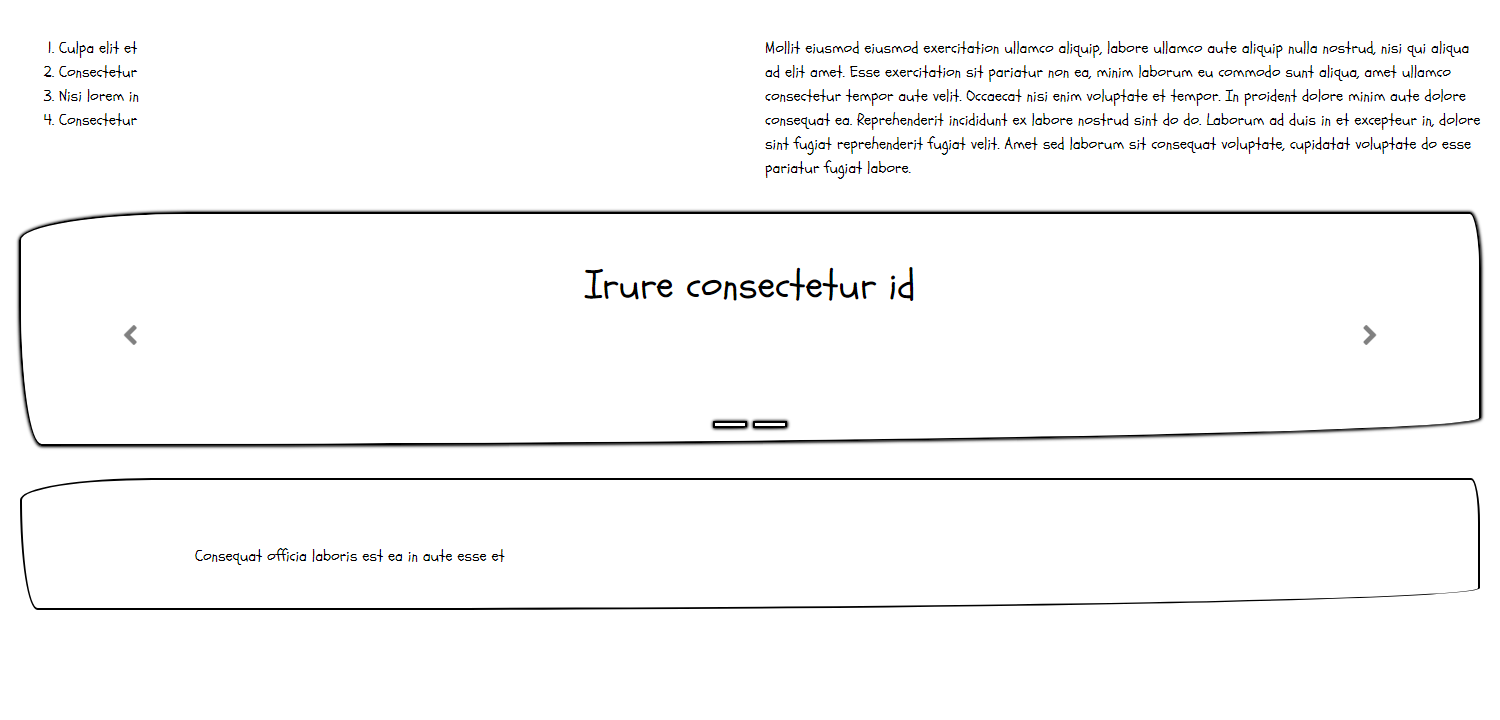 1. Culpa elit et
2. Consectetur
3. Nisi lorem in
4. Consectetur
Mollit eiusmod eiusmod exercitation ullamco aliquip, labore ullamco aute aliquip nulla nostrud, nisi qui aliqua
ad elit amet. Esse exercitation sit pariatur non ea, minim laborum eu commodo sunt aliqua, amet ullamco
consectetur tempor aute velit. Occaecat nisi enim voluptate et tempor. In proident dolore minim aute dolore
consequat ea. Reprehenderit incididunt ex labore nostrud sint do do. Laborum ad duis in et excepteur in, dolore
sint fugiat reprehenderit fugiat velit. Amet sed laborum sit consequat voluptate, cupidatat voluptate do esse
pariatur fugiat labore.
Irure consectetur id
Consequat officia laboris est ea in aute esse et